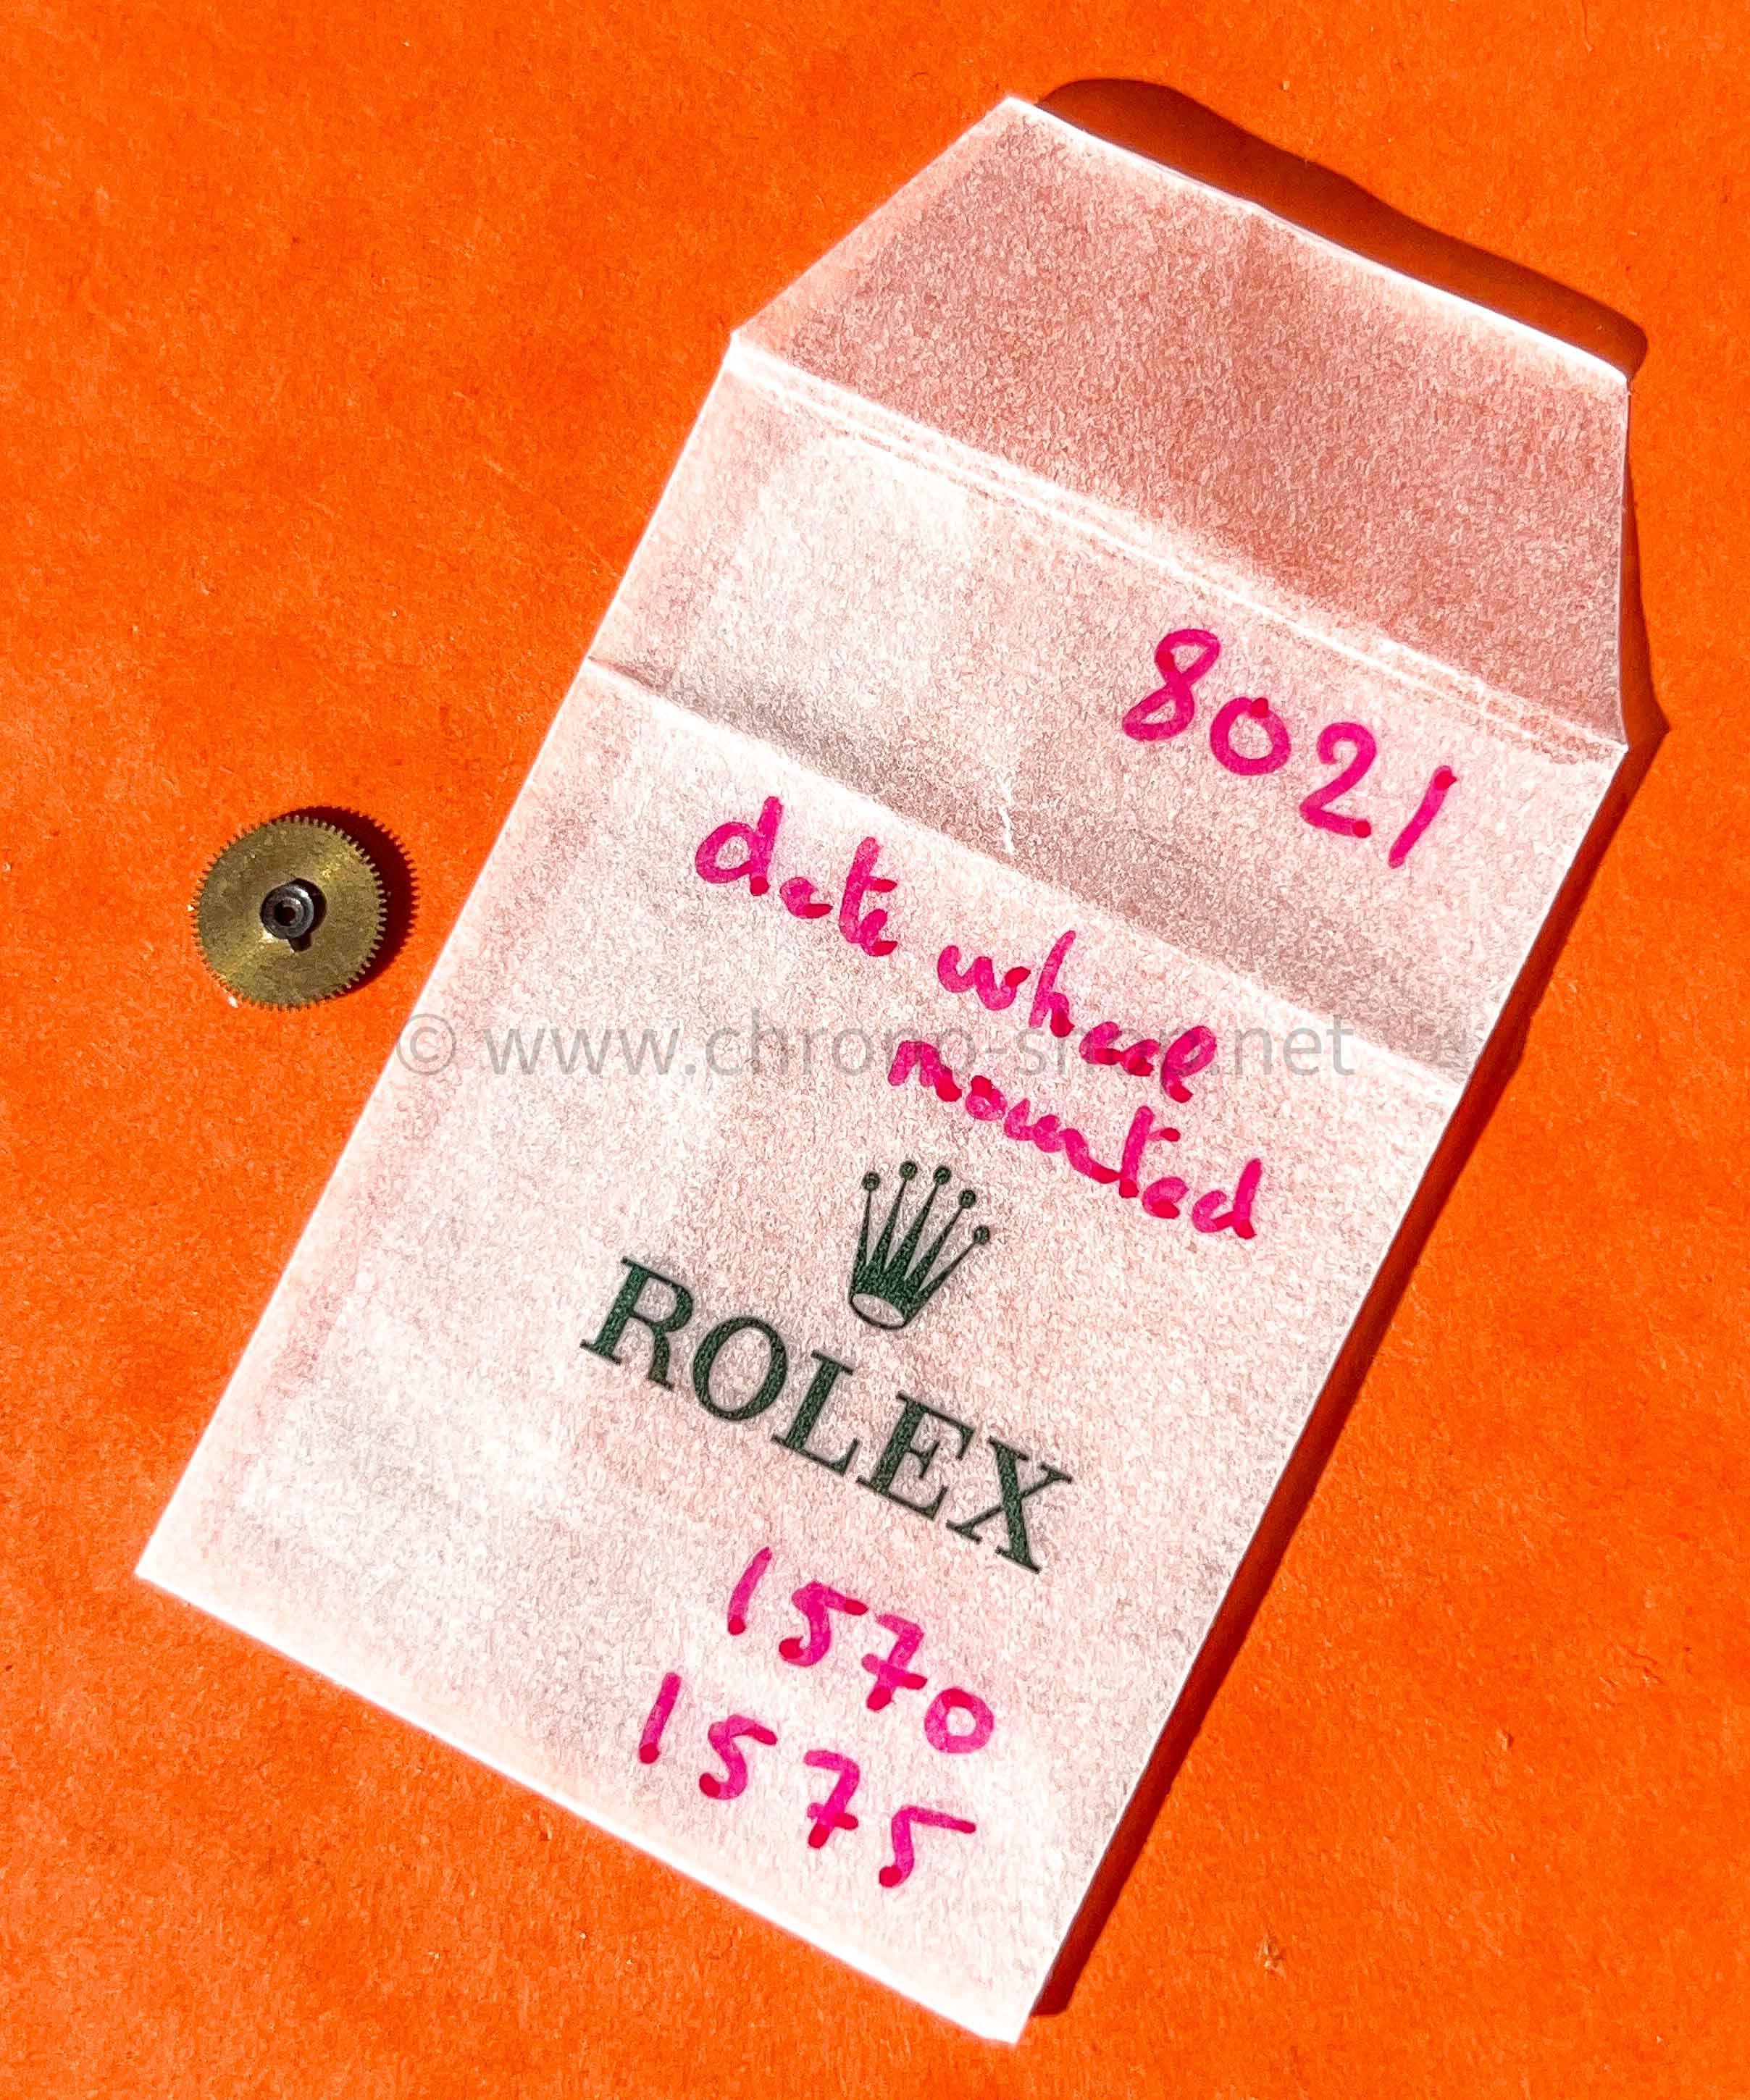 8021
date wheel
mounted
© www.chrono-shop.net
ROLEX
1570
1575